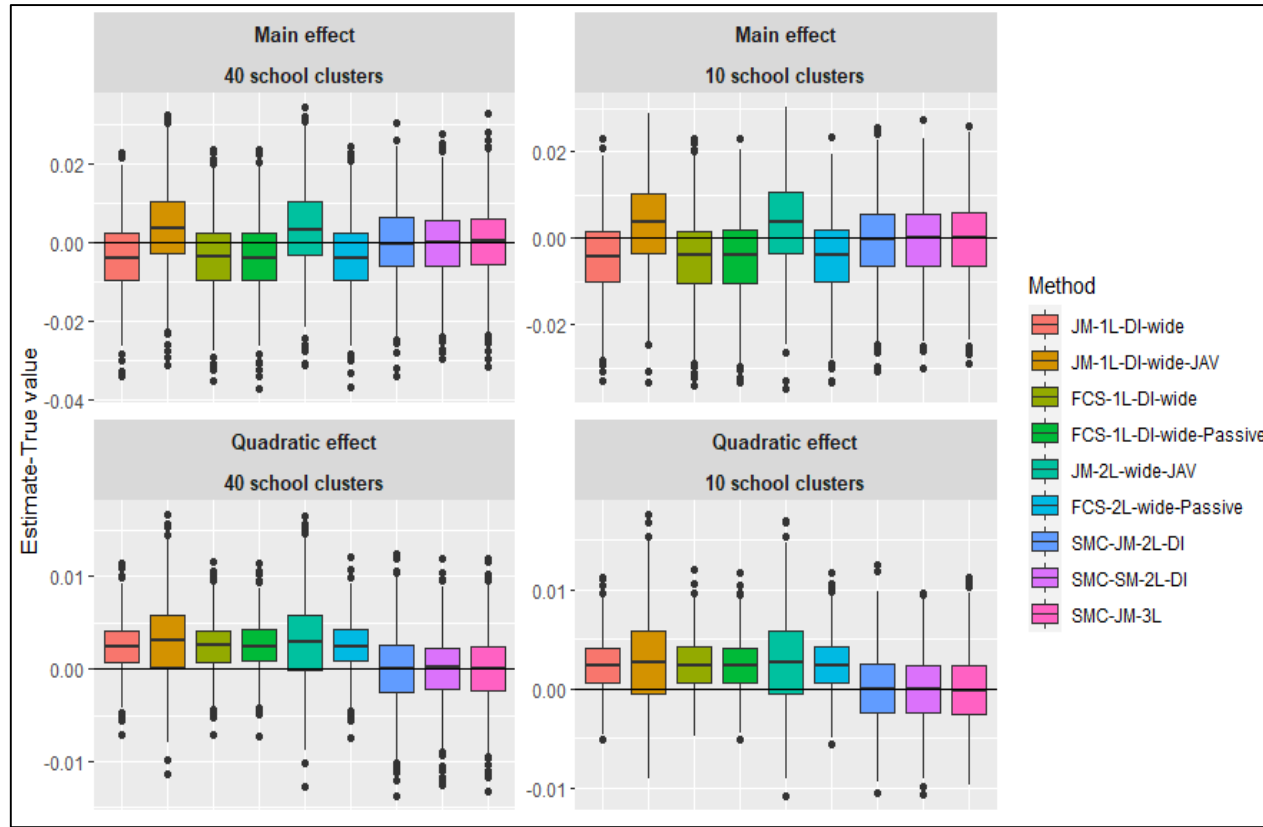 Main effect
40 school clusters
Main effect
10 school clusters
0.02
0.00
-0.02
-0.04
0.02
0.00
-0.02
Quadratic effect
40 school clusters
Quadratic effect
10 school clusters
0.01
0.00
-0.01
0.01
0.00
-0.01
Estimate-True value
Method
JM-1L-DI-wide
JM-1L-DI-wide-JAV
FCS-1L-DI-wide
FCS-1L-DI-wide-Passive
JM-2L-wide-JAV
FCS-2L-wide-Passive
SMC-JM-2L-DI
SMC-SM-2L-DI
SMC-JM-3L